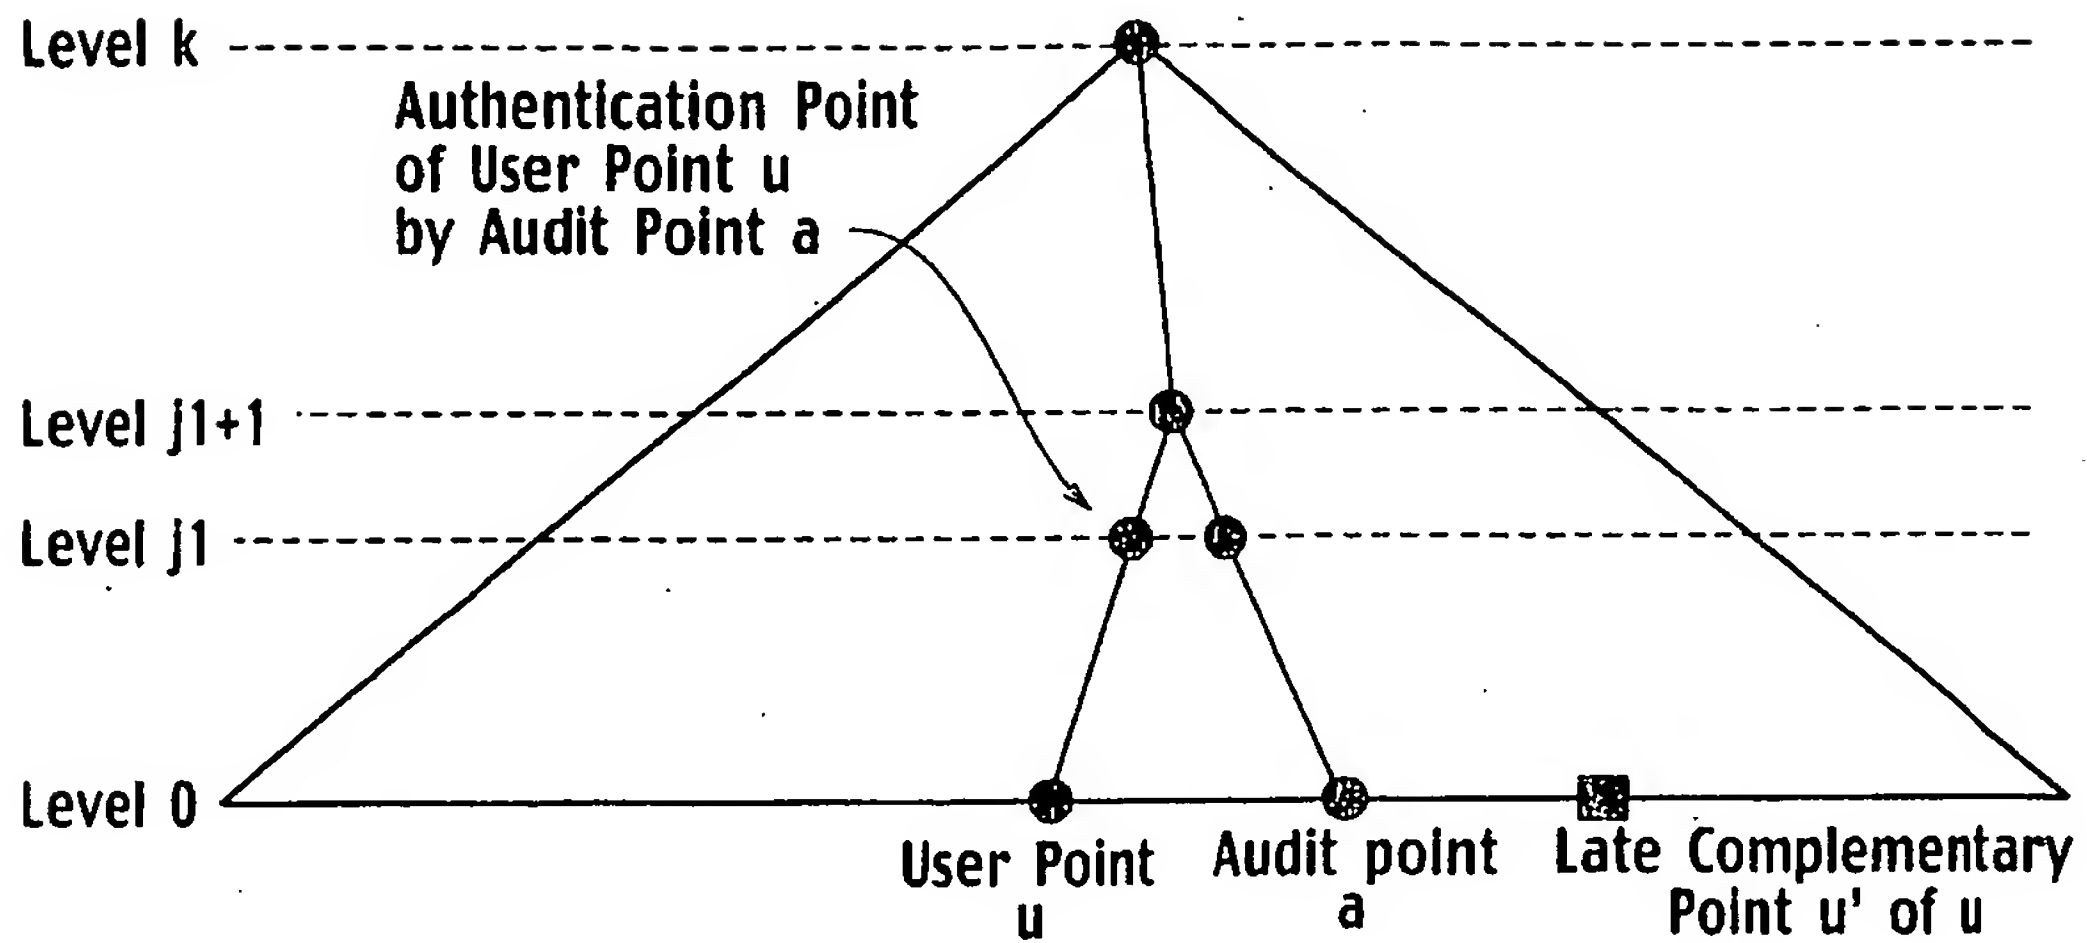 Level k
Authentication Point
of User Point u
by Audit Point a
Level j1+1
Level j1
Level 0
User Point
u
Audit point
a
Late Complementary
Point u' of u